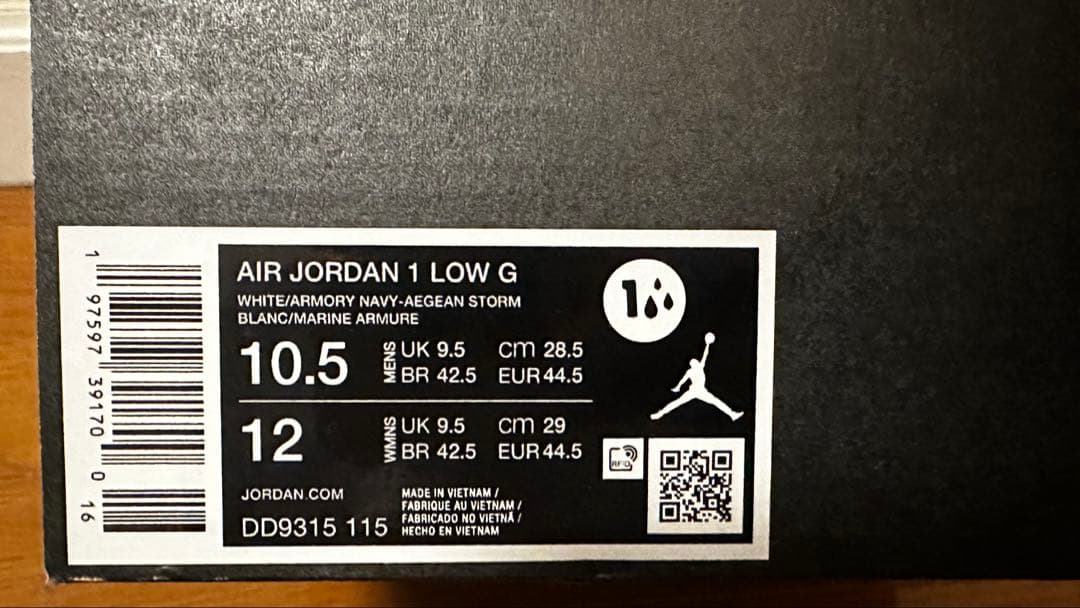 1 97597 39170 0 16
AIR JORDAN 1 LOW G
WHITE/ARMORY NAVY-AEGEAN STORM
BLANC/MARINE ARMURE
10.5 MENS UK 9.5 cm 28.5
BR 42.5 EUR 44.5
12 WMNS UK 9.5 cm 29
BR 42.5 EUR 44.5
JORDAN.COM
DD9315 115
MADE IN VIETNAM /
FABRIQUE AU VIETNAM /
FABRICADO NO VIETNÃ /
HECHO EN VIETNAM
1
RFID